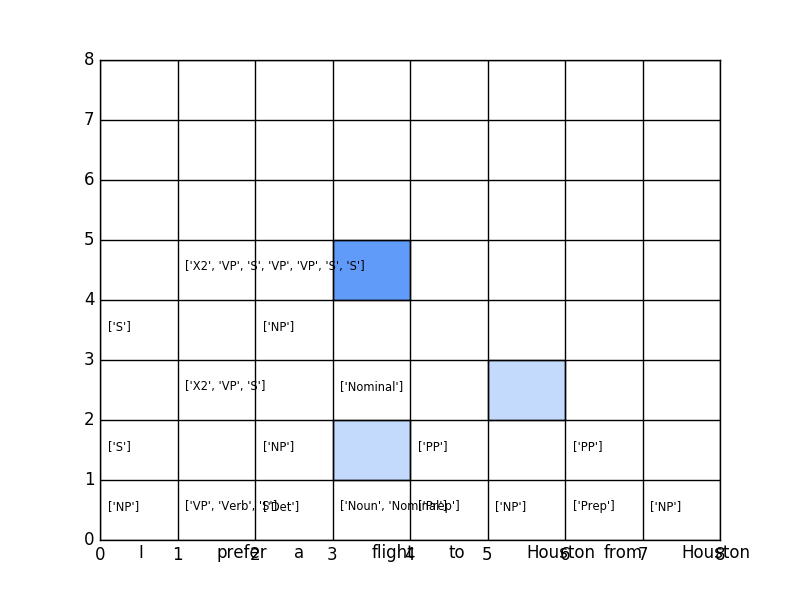 8
7
6
5
['X2', 'VP', 'S', 'VP', 'VP', 'S', 'S']
4
['S'] ['NP']
3
['X2', 'VP', 'S'] ['Nominal']
2
['S'] ['NP'] ['PP'] ['PP']
1
['NP'] ['VP', 'Verb', 'S'] ['Det'] ['Noun', 'Nominal'] ['Prep'] ['NP'] ['Prep'] ['NP']
0
0 1 2 3 4 5 6 7 8
I prefer a flight to Houston from Houston